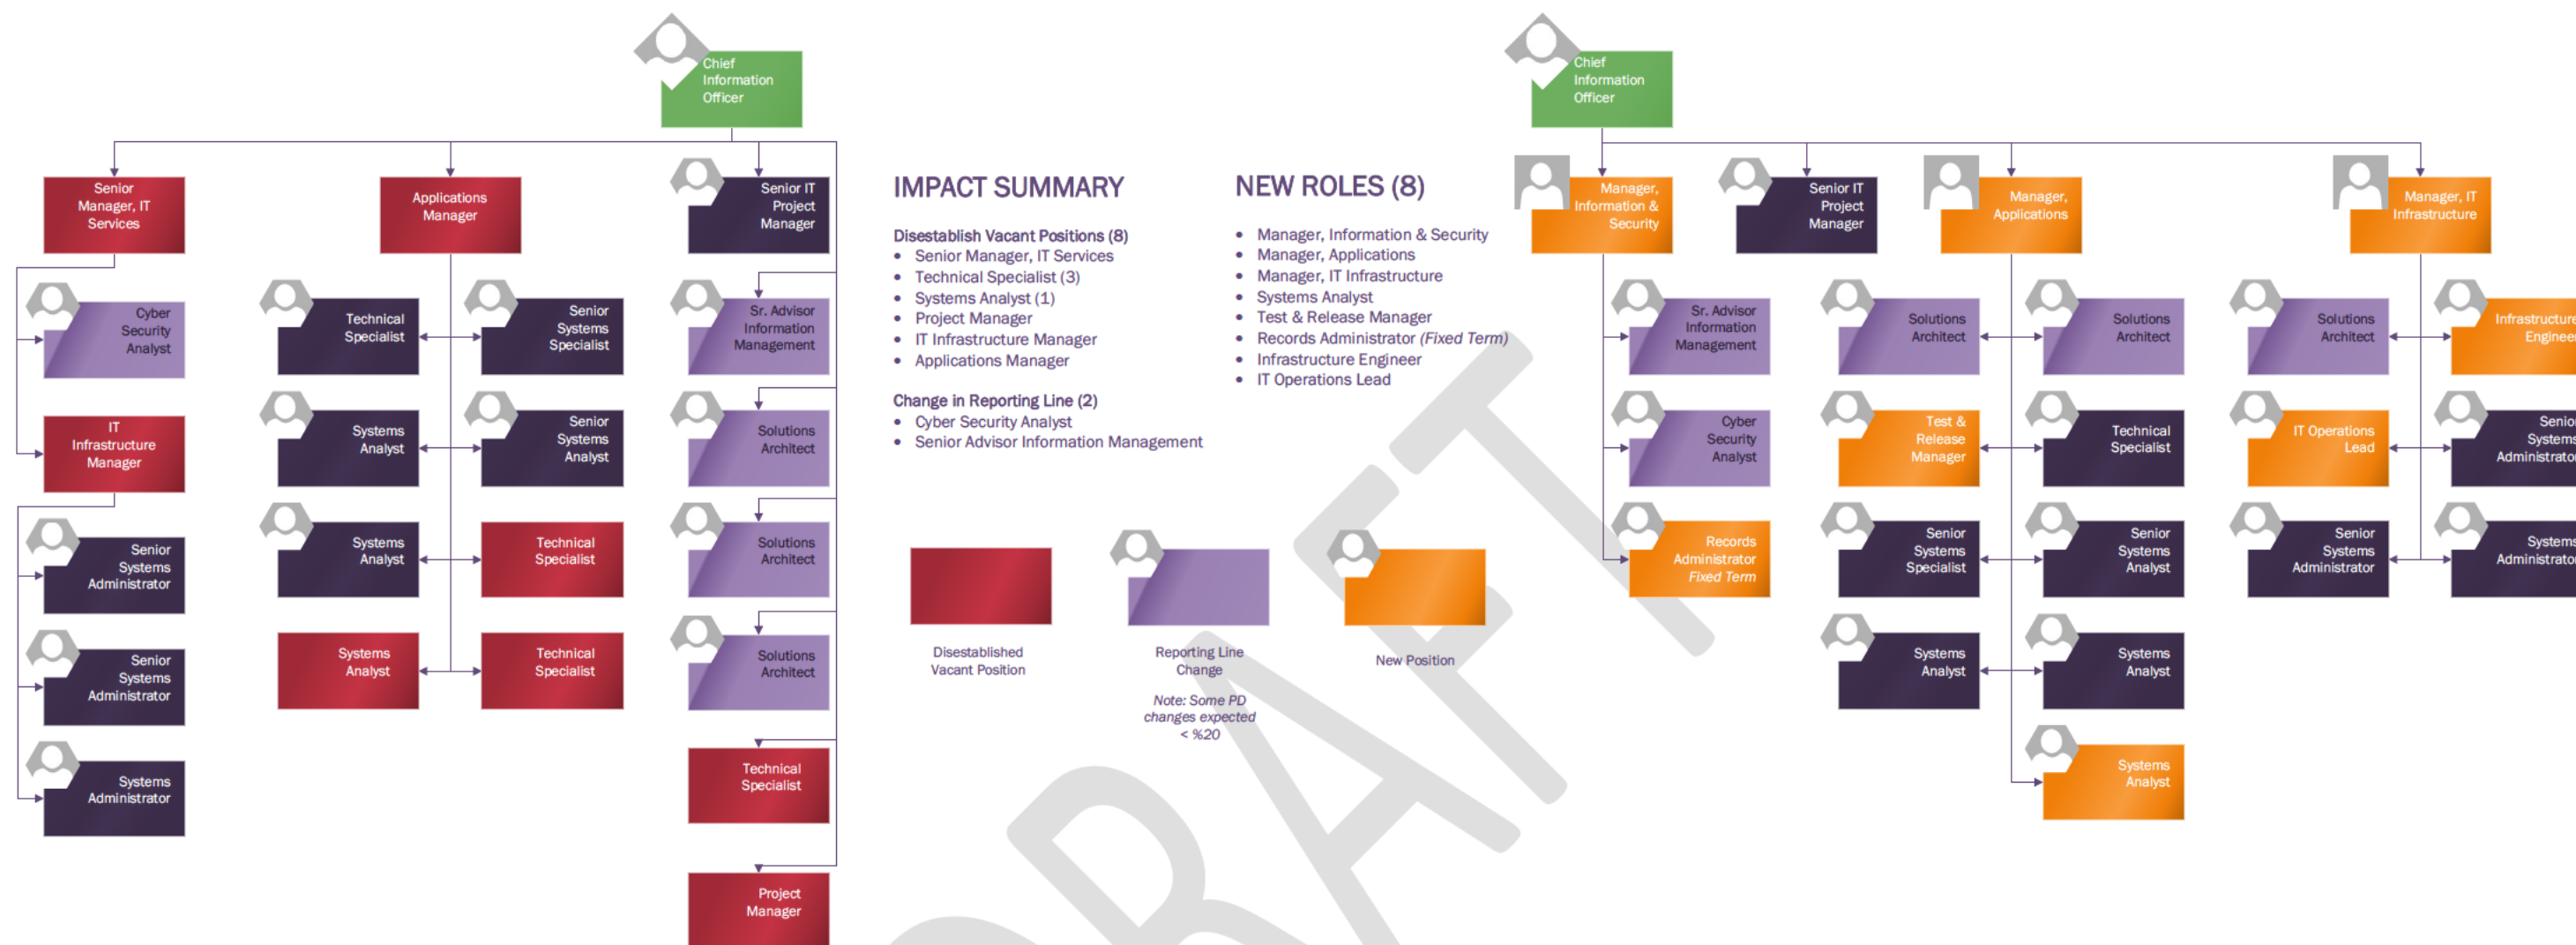 Chief
Information
Officer
Senior
Manager, IT
Services
Applications
Manager
Senior IT
Project
Manager
Cyber
Security
Analyst
Technical
Specialist
Senior
Systems
Specialist
Sr. Advisor
Information
Management
IT
Infrastructure
Manager
Systems
Analyst
Senior
Systems
Analyst
Solutions
Architect
Senior
Systems
Administrator
Systems
Analyst
Technical
Specialist
Solutions
Architect
Senior
Systems
Administrator
Systems
Analyst
Technical
Specialist
Solutions
Architect
Systems
Administrator
Technical
Specialist
Project
Manager
IMPACT SUMMARY
Disestablish Vacant Positions (8)
• Senior Manager, IT Services
• Technical Specialist (3)
• Systems Analyst (1)
• Project Manager
• IT Infrastructure Manager
• Applications Manager
Change in Reporting Line (2)
• Cyber Security Analyst
• Senior Advisor Information Management
NEW ROLES (8)
• Manager, Information & Security
• Manager, Applications
• Manager, IT Infrastructure
• Systems Analyst
• Test & Release Manager
• Records Administrator (Fixed Term)
• Infrastructure Engineer
• IT Operations Lead
Disestablished
Vacant Position
Reporting Line
Change
Note: Some PD
changes expected
< %20
New Position
DRAFT
Chief
Information
Officer
Manager,
Information &
Security
Senior IT
Project
Manager
Manager,
Applications
Manager, IT
Infrastructure
Sr. Advisor
Information
Management
Solutions
Architect
Solutions
Architect
Solutions
Architect
Infrastructure
Engineer
Cyber
Security
Analyst
Test &
Release
Manager
Technical
Specialist
IT Operations
Lead
Senior
Systems
Administrator
Records
Administrator
Fixed Term
Senior
Systems
Specialist
Senior
Systems
Analyst
Senior
Systems
Administrator
Systems
Administrator
Systems
Analyst
Systems
Analyst
Systems
Analyst